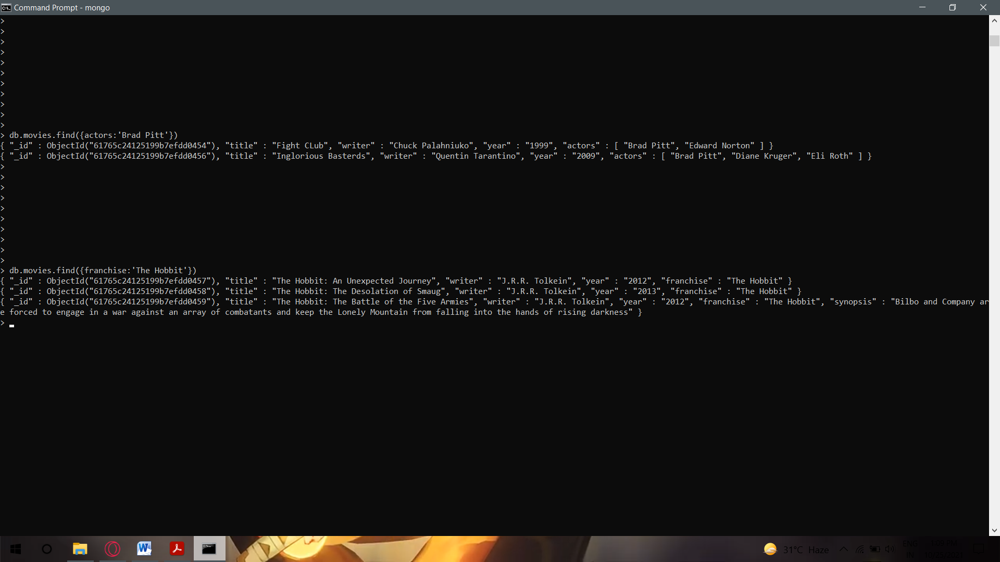 Command Prompt - mongo
>
>
>
>
>
>
>
>
>
>
>
> db.movies.find({actors:'Brad Pitt'})
{ "_id" : ObjectId("61765c24125199b7efdd0454"), "title" : "Fight CLub", "writer" : "Chuck Palahniuko", "year" : "1999", "actors" : [ "Brad Pitt", "Edward Norton" ] }
{ "_id" : ObjectId("61765c24125199b7efdd0456"), "title" : "Inglorious Basterds", "writer" : "Quentin Tarantino", "year" : "2009", "actors" : [ "Brad Pitt", "Diane Kruger", "Eli Roth" ] }
>
>
>
>
>
>
>
>
>
>
> db.movies.find({franchise:'The Hobbit'})
{ "_id" : ObjectId("61765c24125199b7efdd0457"), "title" : "The Hobbit: An Unexpected Journey", "writer" : "J.R.R. Tolkein", "year" : "2012", "franchise" : "The Hobbit" }
{ "_id" : ObjectId("61765c24125199b7efdd0458"), "title" : "The Hobbit: The Desolation of Smaug", "writer" : "J.R.R. Tolkein", "year" : "2013", "franchise" : "The Hobbit" }
{ "_id" : ObjectId("61765c24125199b7efdd0459"), "title" : "The Hobbit: The Battle of the Five Armies", "writer" : "J.R.R. Tolkein", "year" : "2012", "franchise" : "The Hobbit", "synopsis" : "Bilbo and Company ar
e forced to engage in a war against an array of combatants and keep the Lonely Mountain from falling into the hands of rising darkness" }
>
31°C Haze
ENG
IN